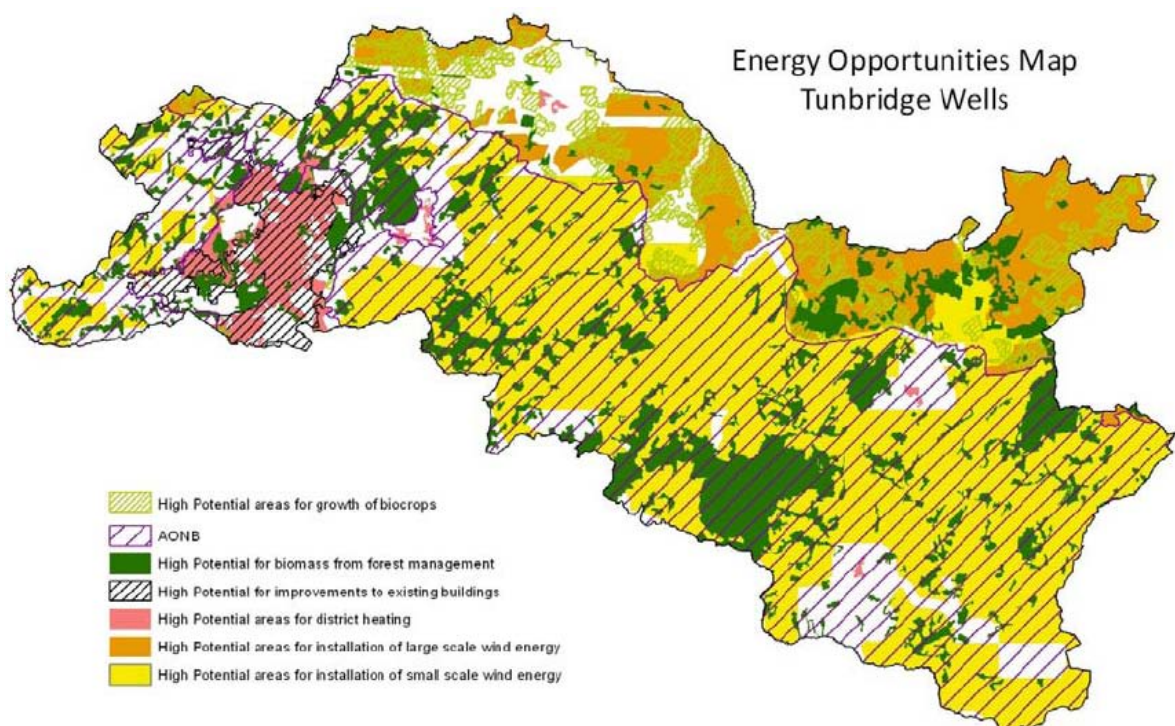 Energy Opportunities Map
Tunbridge Wells
High Potential areas for growth of biocrops
AONB
High Potential for biomass from forest management
High Potential for improvements to existing buildings
High Potential areas for district heating
High Potential areas for installation of large scale wind energy
High Potential areas for installation of small scale wind energy